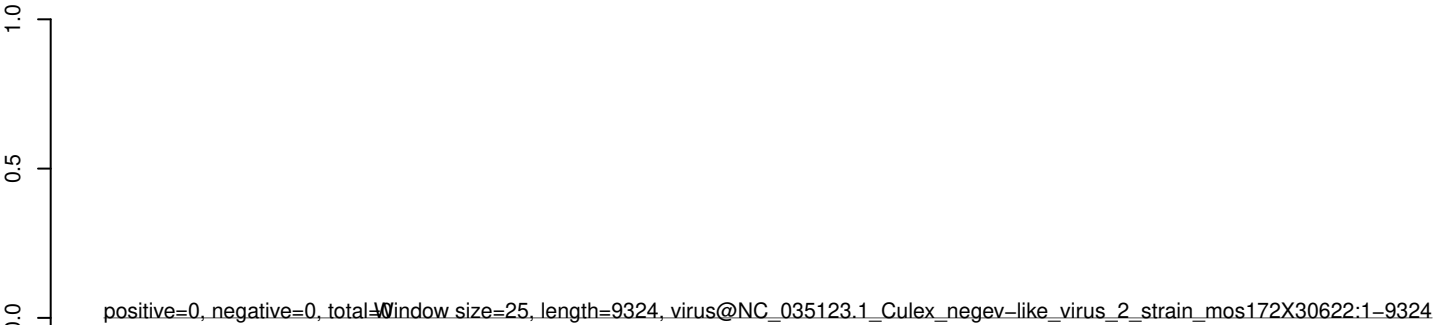 1.0
0.5
0.0
positive=0, negative=0, total=0
Window size=25, length=9324, virus@NC_035123.1_Culex_negev−like_virus_2_strain_mos172X30622:1−9324